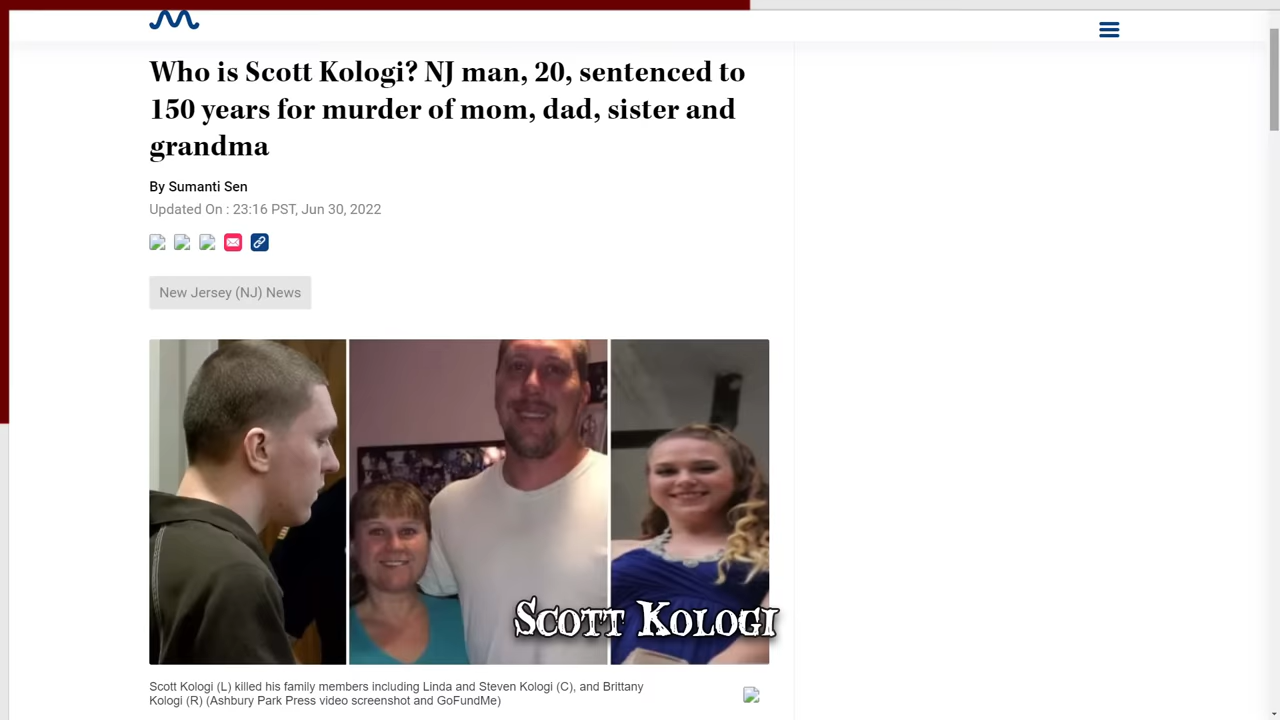 Who is Scott Kologi? NJ man, 20, sentenced to
150 years for murder of mom, dad, sister and
grandma
By Sumanti Sen
Updated On : 23:16 PST, Jun 30, 2022
New Jersey (NJ) News
Scott Kologi
Scott Kologi (L) killed his family members including Linda and Steven Kologi (C), and Brittany
Kologi (R) (Ashbury Park Press video screenshot and GoFundMe)